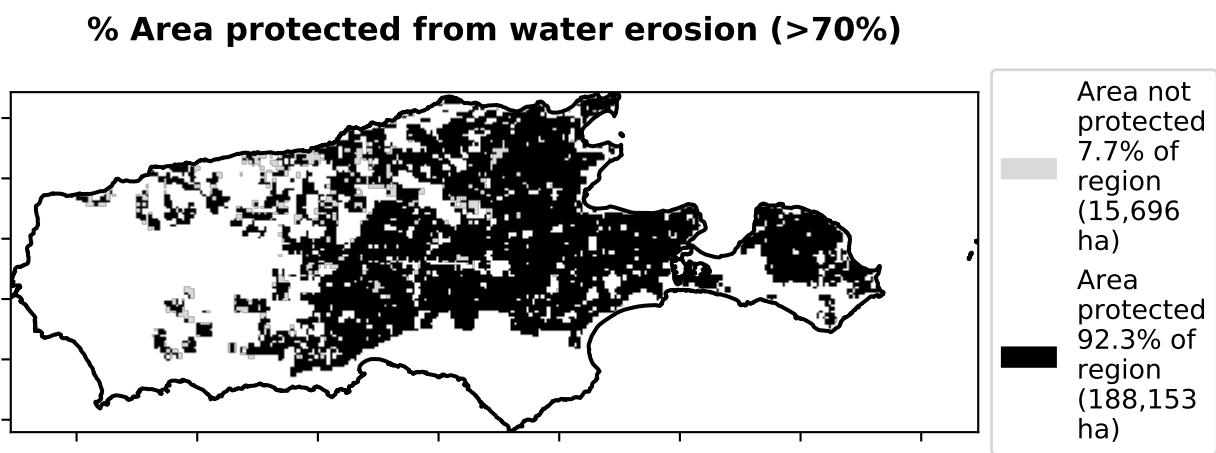 % Area protected from water erosion (>70%)
Area not
protected
7.7% of
region
(15,696
ha)
Area
protected
92.3% of
region
(188,153
ha)